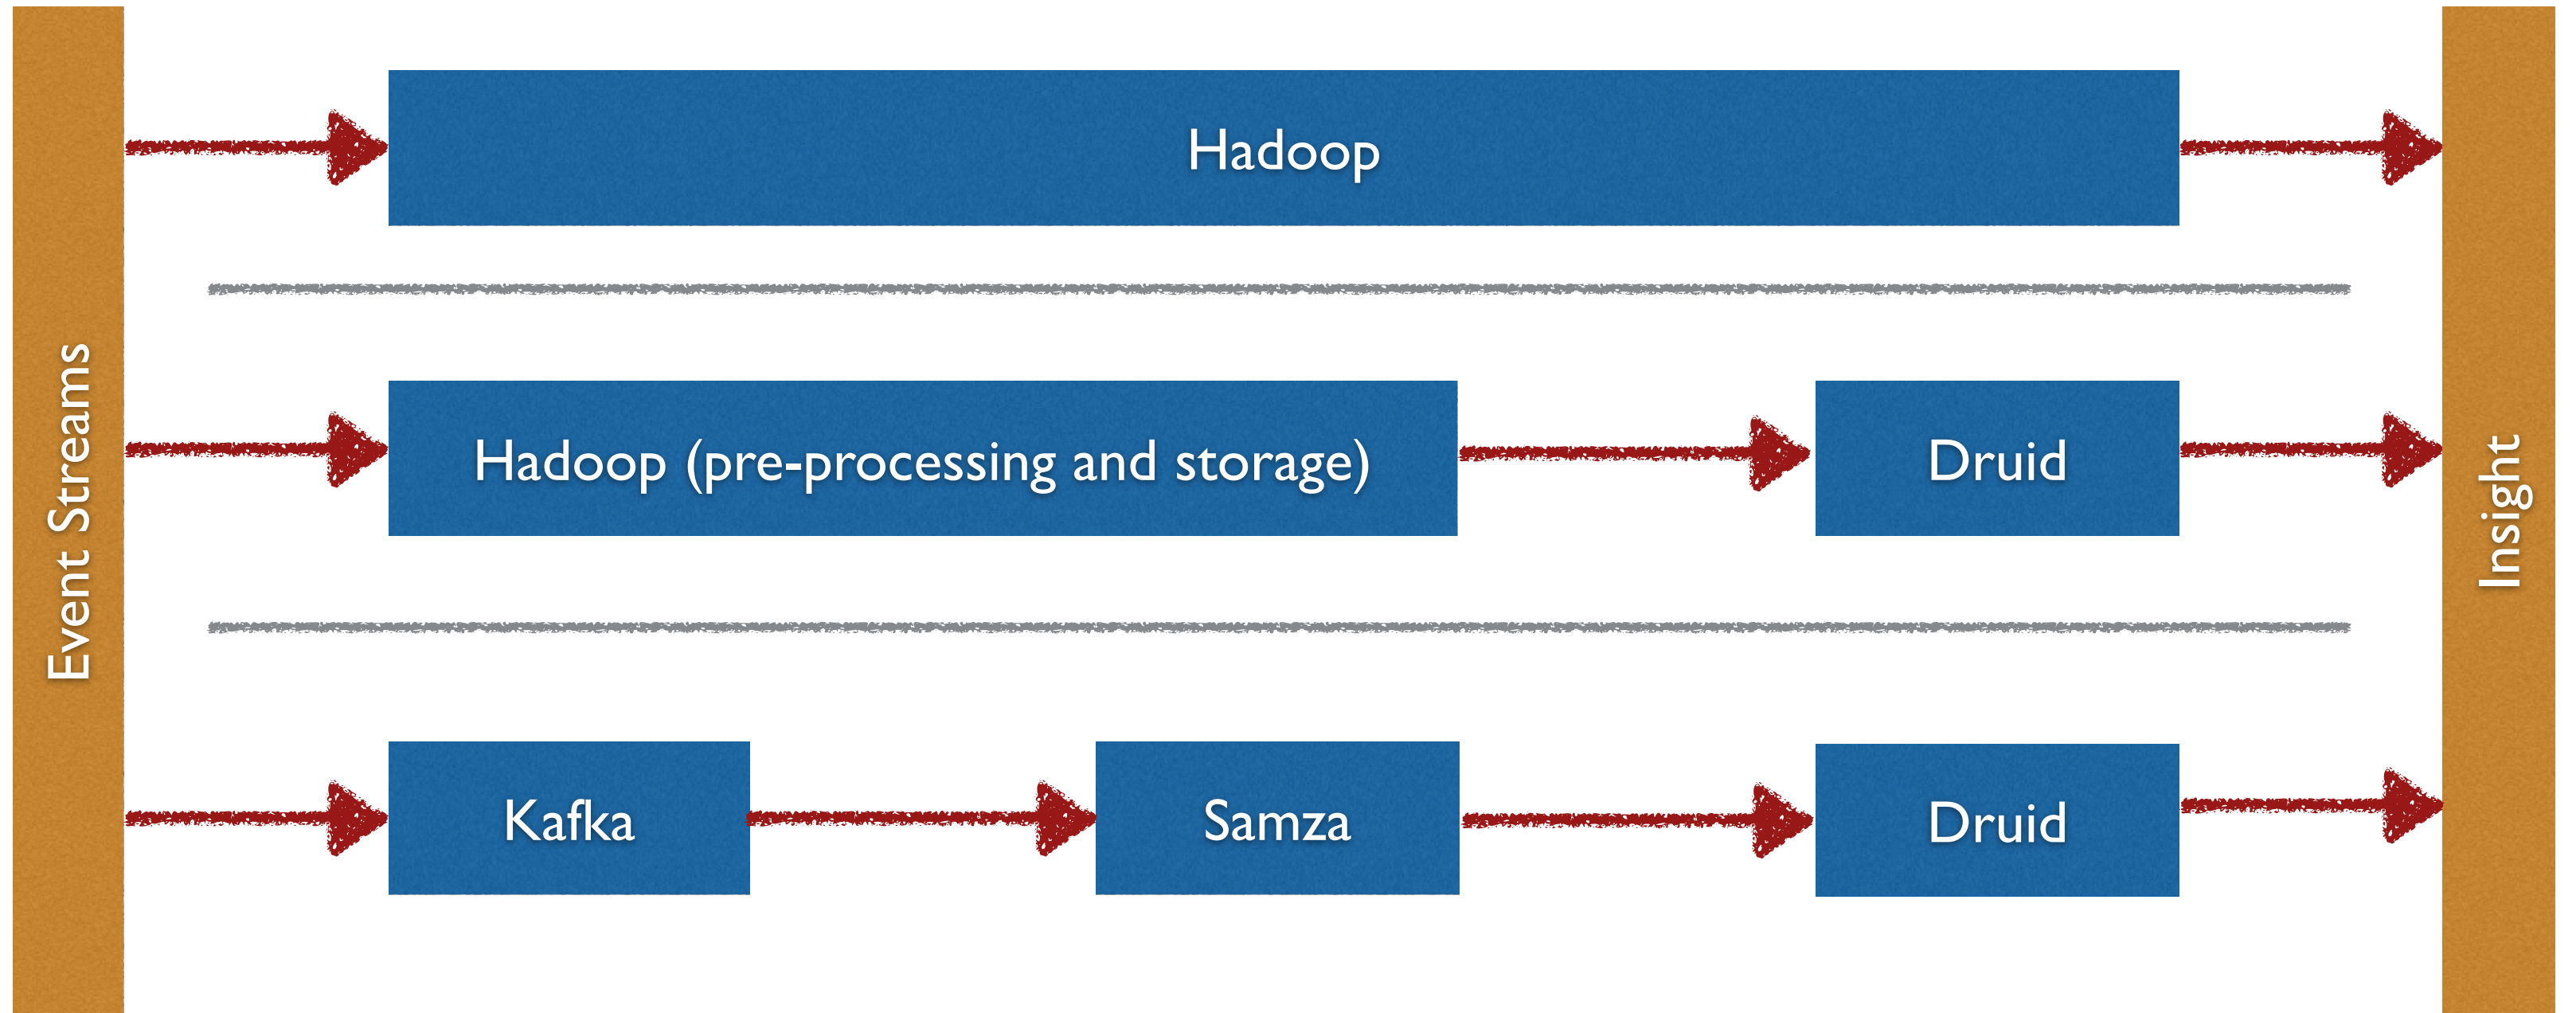 Event Streams
Hadoop
Hadoop (pre-processing and storage)
Druid
Kafka
Samza
Druid
Insight